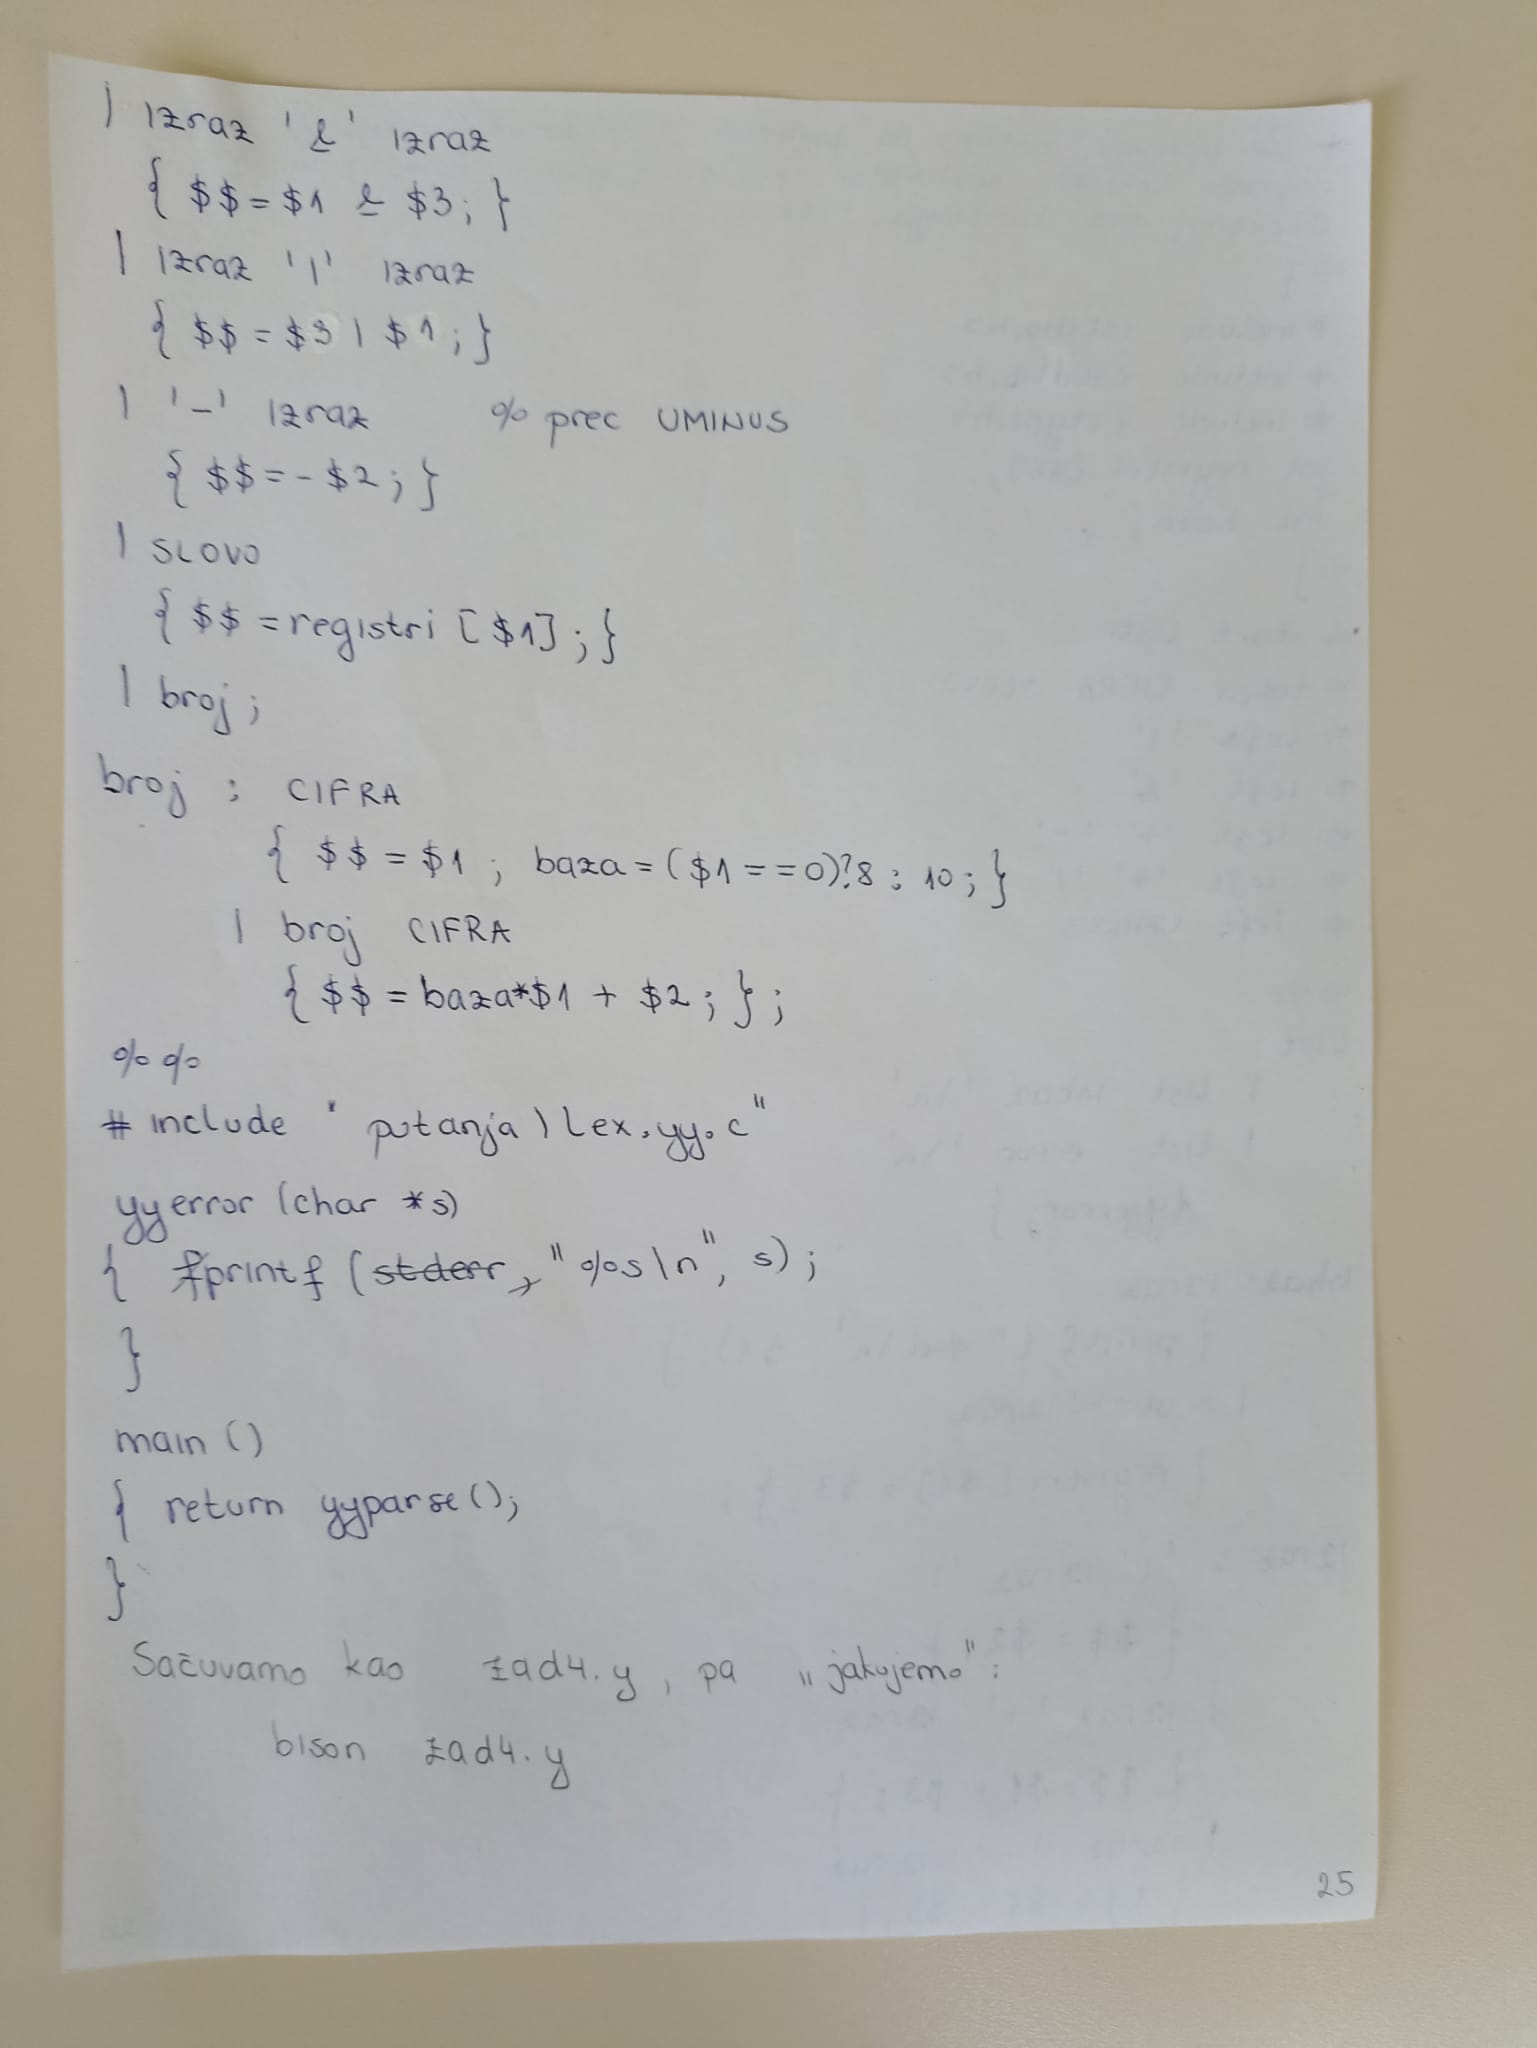 | izraz '&' izraz
{ $$ = $1 & $3; }
| izraz '|' izraz
{ $$ = $3 | $1; }
| '-' izraz % prec UMINUS
{ $$ = - $2; }
| SLOVO
{ $$ = registri [$1]; }
| broj;
broj : CIFRA
{ $$ = $1; baza = ($1 == 0)? 8 : 10; }
| broj CIFRA
{ $$ = baza*$1 + $2; };
%%
# include " putanja \ Lex.yy.c"
yyerror (char *s)
{ fprintf (stderr, "%s\n", s);
}
main ()
{ return yyparse();
}
Sačuvamo kao zad4.y, pa „jakujemo":
bison zad4.y
25